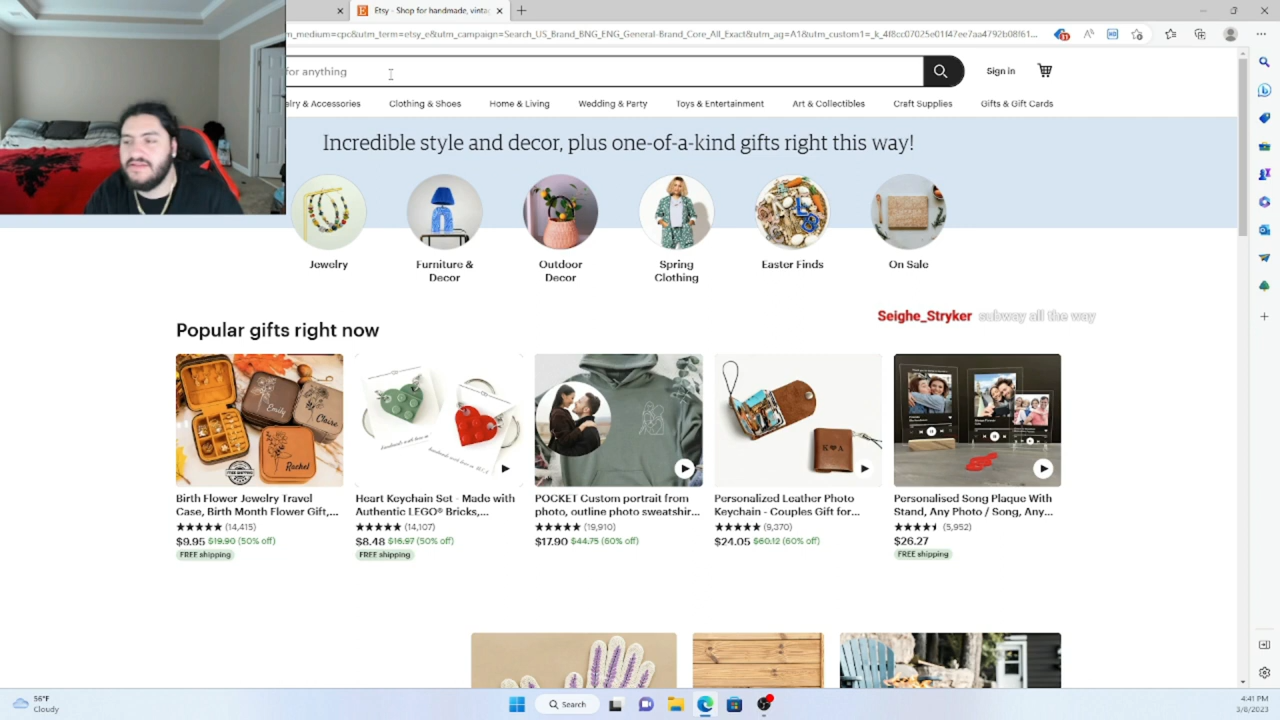 Etsy - Shop for handmade, vinta
m_medium=cpc&utm_term=etsy_e&utm_campaign=Search_US_Brand_BNG_ENG_General-Brand_Core_All_Exact&utm_ag=A1&utm_custom1=_k_4f8cc07025e01f47ee7aa4792b08f61...
for anything
Sign in
elry & Accessories
Clothing & Shoes
Home & Living
Wedding & Party
Toys & Entertainment
Art & Collectibles
Craft Supplies
Gifts & Gift Cards
Incredible style and decor, plus one-of-a-kind gifts right this way!
Jewelry
Furniture &
Decor
Outdoor
Decor
Spring
Clothing
Easter Finds
On Sale
Seighe_Stryker subway all the way
Popular gifts right now
Emily
Claire
Rachel
K♥A
Birth Flower Jewelry Travel
Case, Birth Month Flower Gift,...
★★★★★ (14,415)
$9.95 $19.90 (50% off)
FREE shipping
Heart Keychain Set - Made with
Authentic LEGO® Bricks,...
★★★★★ (14,107)
$8.48 $16.97 (50% off)
FREE shipping
POCKET Custom portrait from
photo, outline photo sweatshir...
★★★★★ (19,910)
$17.90 $44.75 (60% off)
Personalized Leather Photo
Keychain - Couples Gift for...
★★★★★ (9,370)
$24.05 $60.12 (60% off)
Personalised Song Plaque With
Stand, Any Photo / Song, Any...
(5,952)
$26.27
FREE shipping
56°F
Cloudy
Search
4:41 PM
3/8/2023